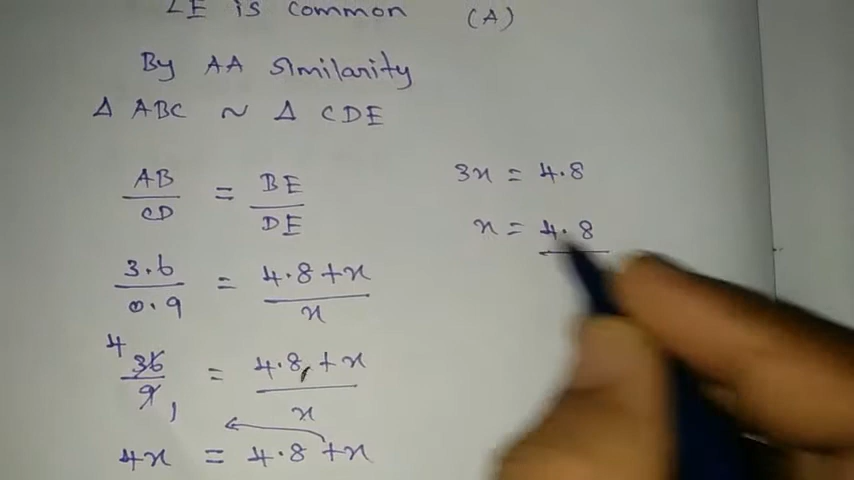 ∠E is common (A)
By AA similarity
Δ ABC ~ Δ CDE
AB/CD = BE/DE
3.6/0.9 = 4.8+x/x
4 36/9 1 = 4.8+x/x
4x = 4.8+x
3x = 4.8
x = 4.8